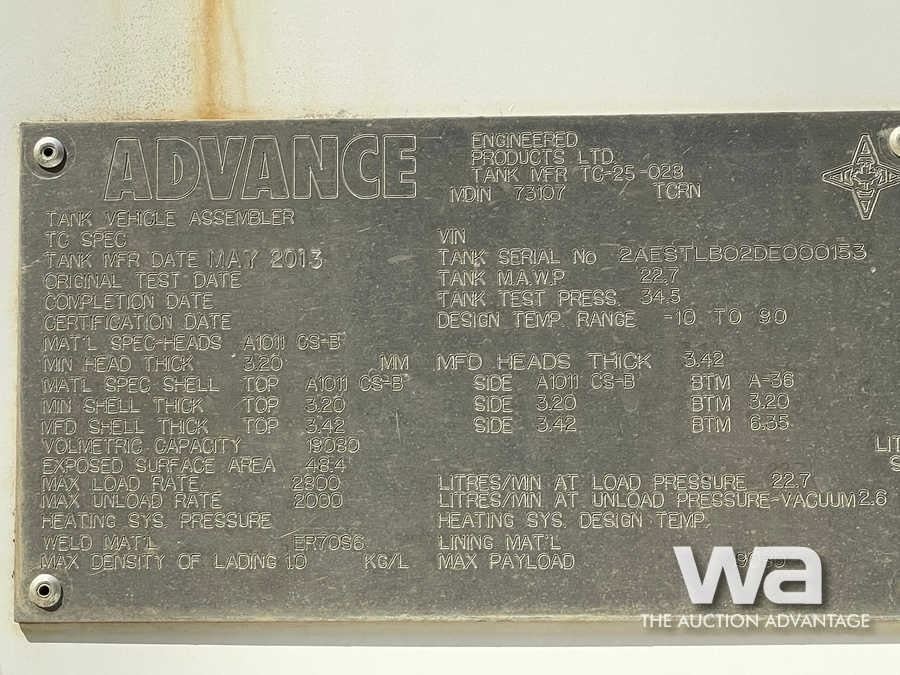 ADVANCE
ENGINEERED
PRODUCTS LTD.
TANK MFR TC-25-028
MDIN 73107 TCRN
TANK VEHICLE ASSEMBLER
TC SPEC VIN
TANK MFR DATE MAY 2013 TANK SERIAL No 2AESTLB02DE000153
ORIGINAL TEST DATE TANK M.A.W.P 22.7
COMPLETION DATE TANK TEST PRESS. 34.5
CERTIFICATION DATE DESIGN TEMP. RANGE -10 TO 90
MAT'L SPEC-HEADS A1011 CS-B
MIN HEAD THICK 3.20 MM MFD HEADS THICK 3.42
MATL SPEC SHELL TOP A1011 CS-B SIDE A1011 CS-B BTM A-36
MIN SHELL THICK TOP 3.20 SIDE 3.20 BTM 3.20
MFD SHELL THICK TOP 3.42 SIDE 3.42 BTM 6.35
VOLMETRIC CAPACITY 19080
EXPOSED SURFACE AREA 48.4
MAX LOAD RATE 2800 LITRES/MIN AT LOAD PRESSURE 22.7
MAX UNLOAD RATE 2000 LITRES/MIN AT UNLOAD PRESSURE-VACUUM 2.6
HEATING SYS. PRESSURE HEATING SYS. DESIGN TEMP.
WELD MAT'L ER70S6 LINING MAT'L
MAX DENSITY OF LADING 1.0 KG/L MAX PAYLOAD
wa
THE AUCTION ADVANTAGE